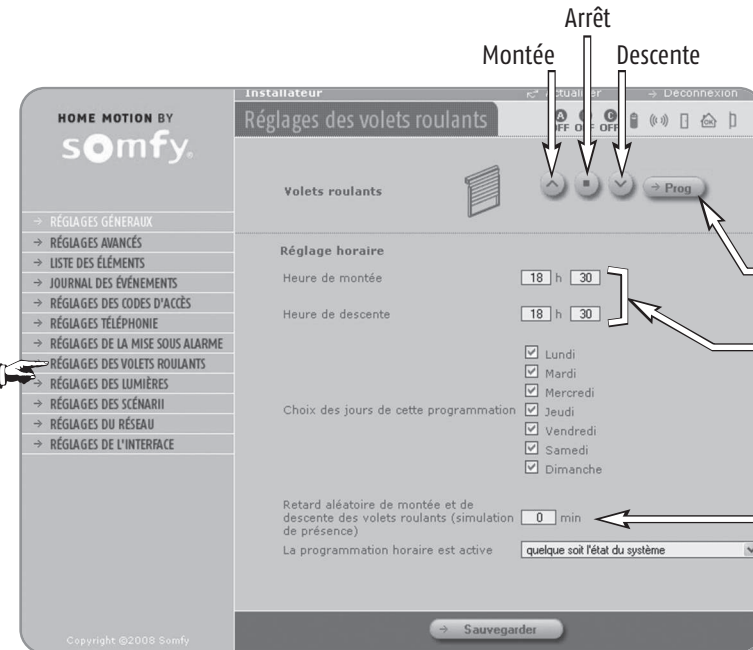 Arrêt
Montée
Descente
Installateur
Actualiser
Déconnexion
HOME MOTION BY
somfy.
Réglages des volets roulants
A
OFF
OFF
C
OFF
OK
Volets roulants
→ Prog
→ RÉGLAGES GÉNERAUX
→ RÉGLAGES AVANCÉS
→ LISTE DES ÉLÉMENTS
→ JOURNAL DES ÉVÉNEMENTS
→ RÉGLAGES DES CODES D'ACCÈS
→ RÉGLAGES TÉLÉPHONIE
→ RÉGLAGES DE LA MISE SOUS ALARME
RÉGLAGES DES VOLETS ROULANTS
→ RÉGLAGES DES LUMIÈRES
→ RÉGLAGES DES SCÉNARII
→ RÉGLAGES DU RÉSEAU
→ RÉGLAGES DE L'INTERFACE
Réglage horaire
Heure de montée 18 h 30
Heure de descente 18 h 30
Choix des jours de cette programmation
Lundi
Mardi
Mercredi
Jeudi
Vendredi
Samedi
Dimanche
Retard aléatoire de montée et de
descente des volets roulants (simulation
de présence)
0 min
La programmation horaire est active quelque soit l'état du système
→ Sauvegarder
Copyright ©2008 Somfy